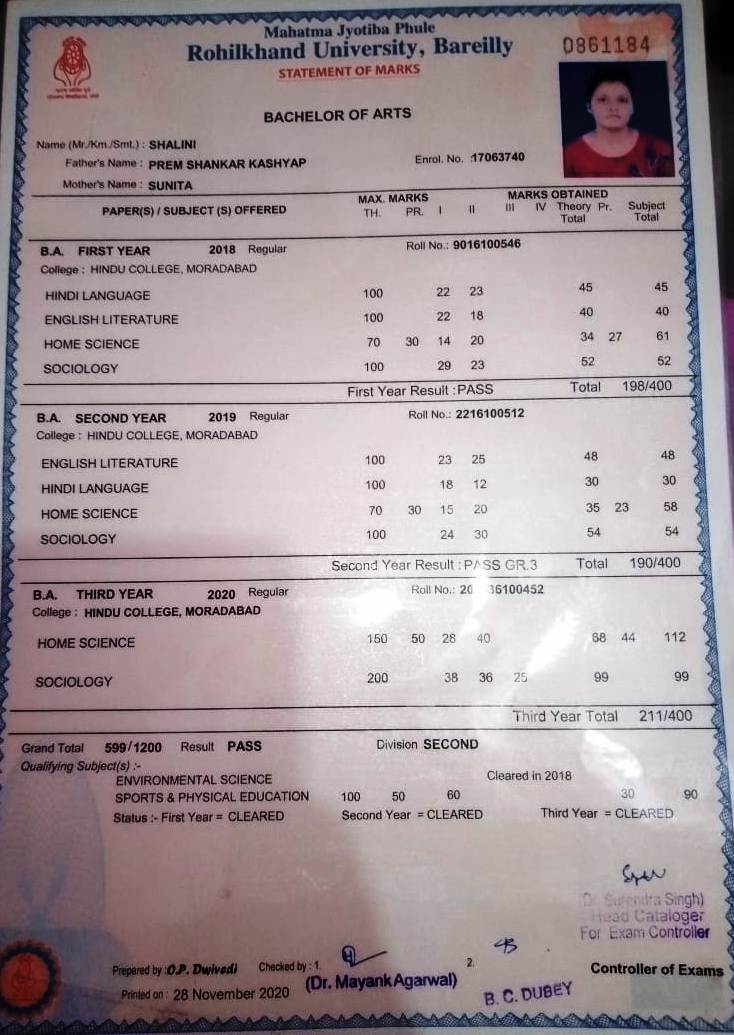 Mahatma Jyotiba Phule
Rohilkhand University, Bareilly
0861184
STATEMENT OF MARKS
BACHELOR OF ARTS
Name (Mr./Km./Smt.) : SHALINI
Father's Name : PREM SHANKAR KASHYAP
Enrol. No. :17063740
Mother's Name : SUNITA
PAPER(S) / SUBJECT (S) OFFERED MAX. MARKS MARKS OBTAINED
TH. PR. I II III IV Theory Total Pr. Subject Total
B.A. FIRST YEAR 2018 Regular Roll No.: 9016100546
College : HINDU COLLEGE, MORADABAD
HINDI LANGUAGE 100 22 23 45 45
ENGLISH LITERATURE 100 22 18 40 40
HOME SCIENCE 70 30 14 20 34 27 61
SOCIOLOGY 100 29 23 52 52
First Year Result :PASS Total 198/400
B.A. SECOND YEAR 2019 Regular Roll No.: 2216100512
College : HINDU COLLEGE, MORADABAD
ENGLISH LITERATURE 100 23 25 48 48
HINDI LANGUAGE 100 18 12 30 30
HOME SCIENCE 70 30 15 20 35 23 58
SOCIOLOGY 100 24 30 54 54
Second Year Result :PASS GR.3 Total 190/400
B.A. THIRD YEAR 2020 Regular Roll No.: 20 36100452
College : HINDU COLLEGE, MORADABAD
HOME SCIENCE 150 50 28 40 68 44 112
SOCIOLOGY 200 38 36 25 99 99
Third Year Total 211/400
Grand Total 599/1200 Result PASS Division SECOND
Qualifying Subject(s) :-
ENVIRONMENTAL SCIENCE Cleared in 2018
SPORTS & PHYSICAL EDUCATION 100 50 60 30 90
Status :- First Year = CLEARED Second Year = CLEARED Third Year = CLEARED
Surendra Singh)
Head Cataloger
For Exam Controller
Prepared by :O.P. Dwivedi Checked by : 1. 2. Controller of Exams
(Dr. Mayank Agarwal)
B. C. DUBEY
Printed on : 28 November 2020